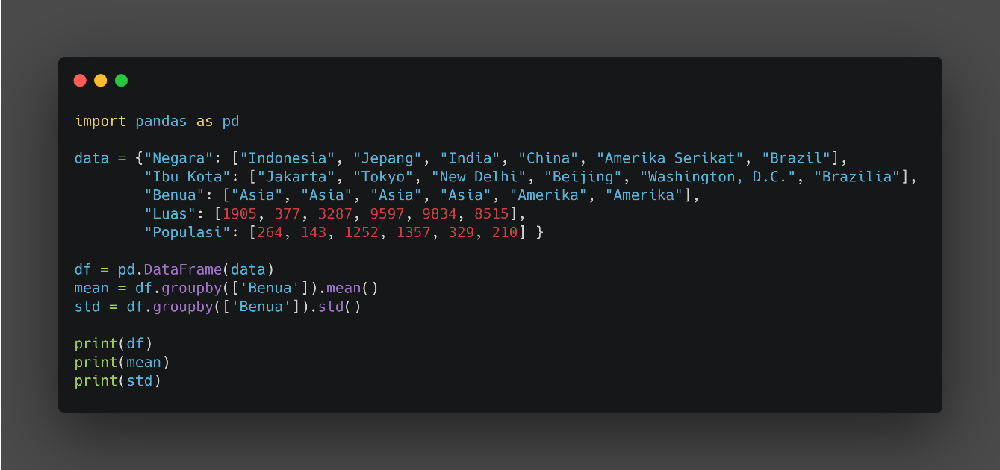 import pandas as pd
data = {"Negara": ["Indonesia", "Jepang", "India", "China", "Amerika Serikat", "Brazil"],
"Ibu Kota": ["Jakarta", "Tokyo", "New Delhi", "Beijing", "Washington, D.C.", "Brazilia"],
"Benua": ["Asia", "Asia", "Asia", "Asia", "Amerika", "Amerika"],
"Luas": [1905, 377, 3287, 9597, 9834, 8515],
"Populasi": [264, 143, 1252, 1357, 329, 210] }
df = pd.DataFrame(data)
mean = df.groupby(['Benua']).mean()
std = df.groupby(['Benua']).std()
print(df)
print(mean)
print(std)